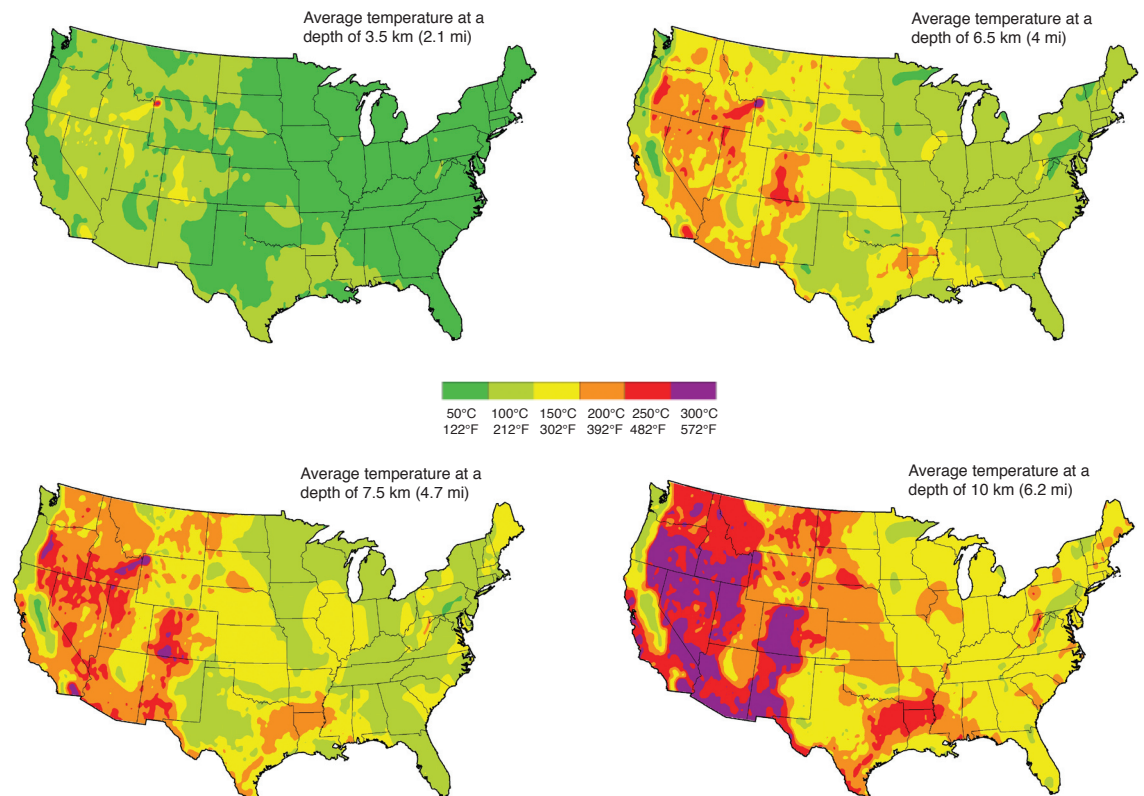 Average temperature at a
depth of 3.5 km (2.1 mi)
Average temperature at a
depth of 6.5 km (4 mi)
50°C 100°C 150°C 200°C 250°C 300°C
122°F 212°F 302°F 392°F 482°F 572°F
Average temperature at a
depth of 7.5 km (4.7 mi)
Average temperature at a
depth of 10 km (6.2 mi)